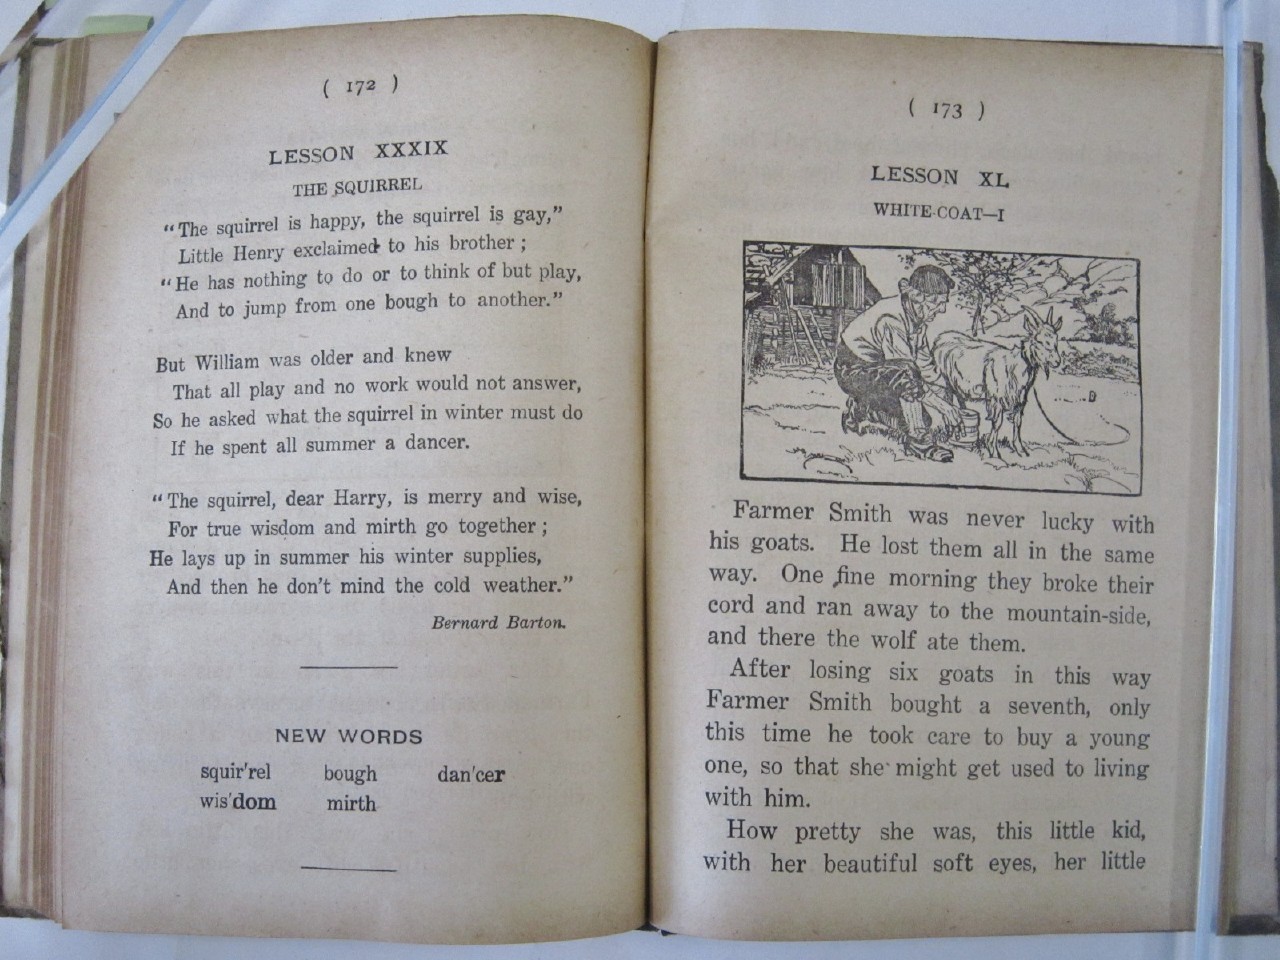 ( 172 )
LESSON XXXIX
THE SQUIRREL
“The squirrel is happy, the squirrel is gay,”
Little Henry exclaimed to his brother ;
“He has nothing to do or to think of but play,
And to jump from one bough to another.”
But William was older and knew
That all play and no work would not answer,
So he asked what the squirrel in winter must do
If he spent all summer a dancer.
“The squirrel, dear Harry, is merry and wise,
For true wisdom and mirth go together ;
He lays up in summer his winter supplies,
And then he don’t mind the cold weather.”
Bernard Barton.
NEW WORDS
squir′rel bough dan′cer
wis′dom mirth
( 173 )
LESSON XL
WHITE-COAT—I
Farmer Smith was never lucky with
his goats. He lost them all in the same
way. One fine morning they broke their
cord and ran away to the mountain-side,
and there the wolf ate them.
After losing six goats in this way
Farmer Smith bought a seventh, only
this time he took care to buy a young
one, so that she might get used to living
with him.
How pretty she was, this little kid,
with her beautiful soft eyes, her little